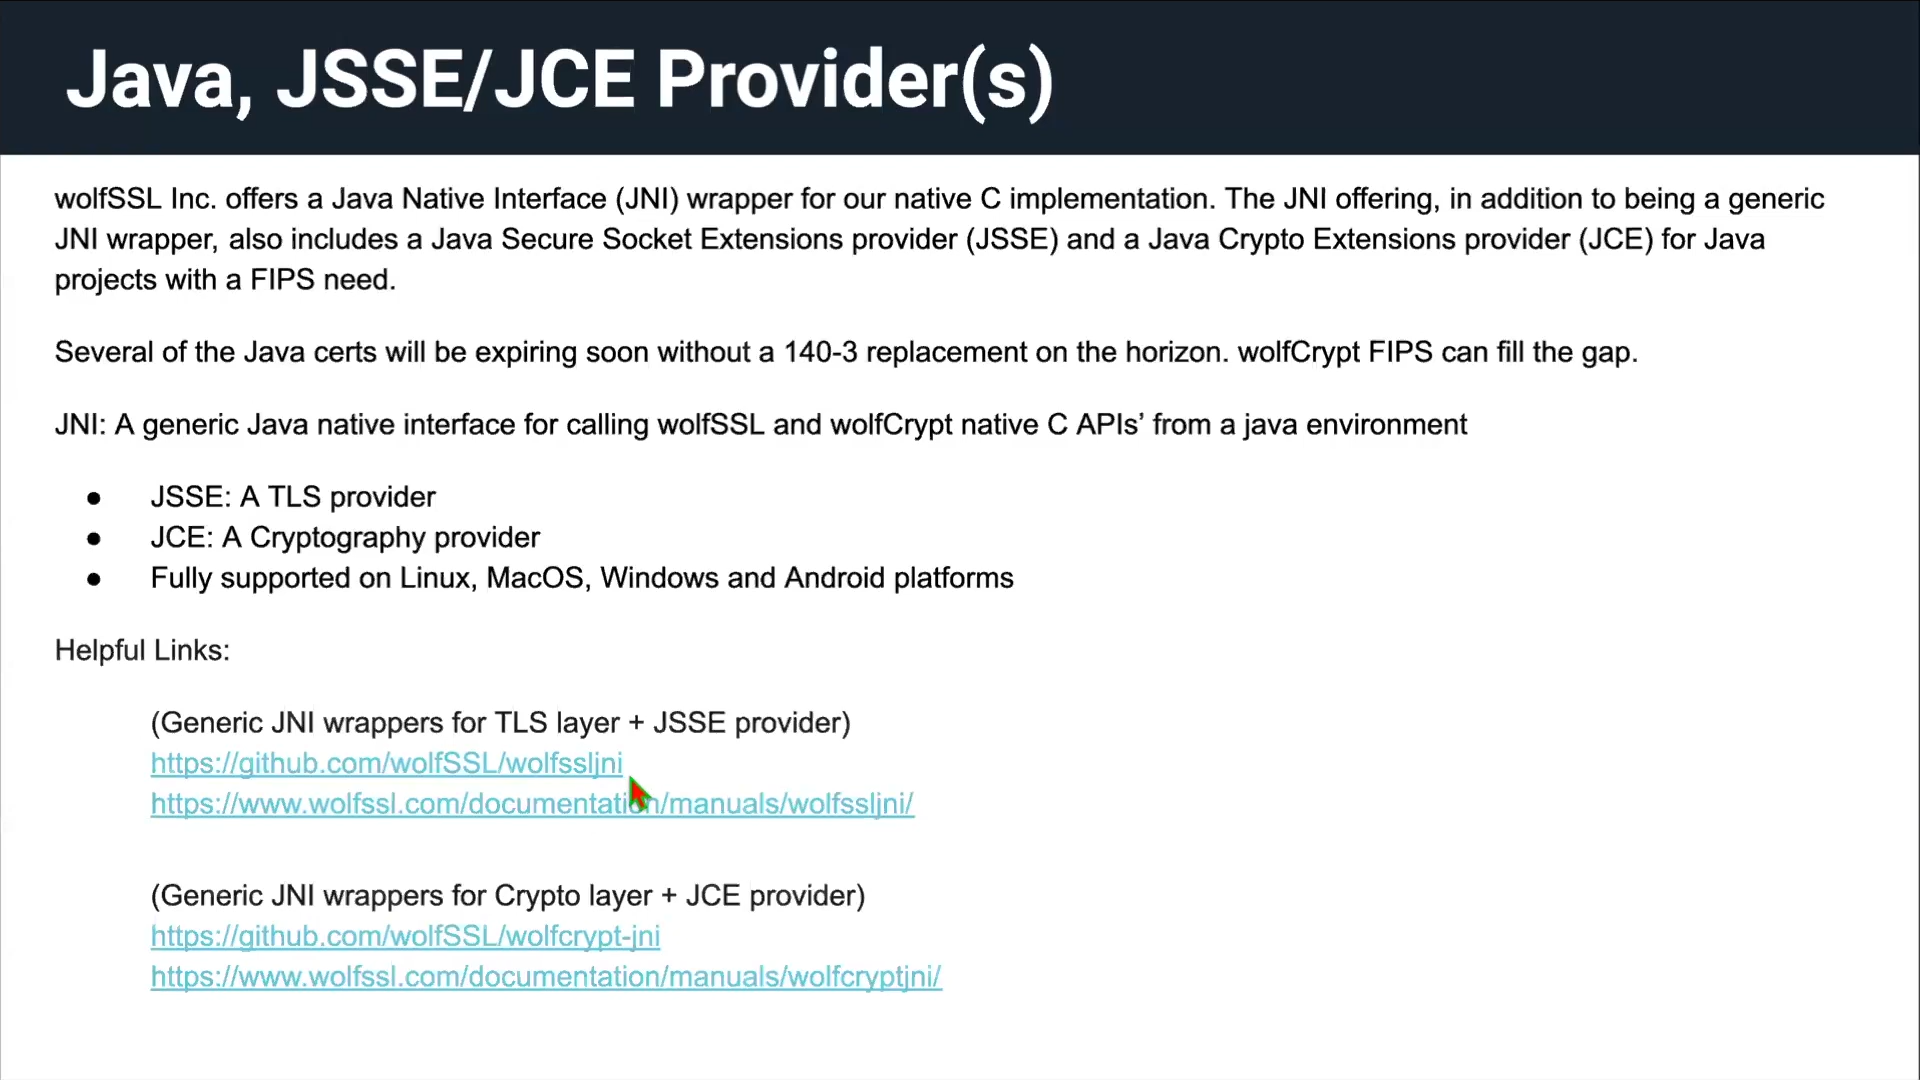 Java, JSSE/JCE Provider(s)
wolfSSL Inc. offers a Java Native Interface (JNI) wrapper for our native C implementation. The JNI offering, in addition to being a generic
JNI wrapper, also includes a Java Secure Socket Extensions provider (JSSE) and a Java Crypto Extensions provider (JCE) for Java
projects with a FIPS need.
Several of the Java certs will be expiring soon without a 140-3 replacement on the horizon. wolfCrypt FIPS can fill the gap.
JNI: A generic Java native interface for calling wolfSSL and wolfCrypt native C APIs’ from a java environment
● JSSE: A TLS provider
● JCE: A Cryptography provider
● Fully supported on Linux, MacOS, Windows and Android platforms
Helpful Links:
(Generic JNI wrappers for TLS layer + JSSE provider)
https://github.com/wolfSSL/wolfssljni
https://www.wolfssl.com/documentation/manuals/wolfssljni/
(Generic JNI wrappers for Crypto layer + JCE provider)
https://github.com/wolfSSL/wolfcrypt-jni
https://www.wolfssl.com/documentation/manuals/wolfcryptjni/